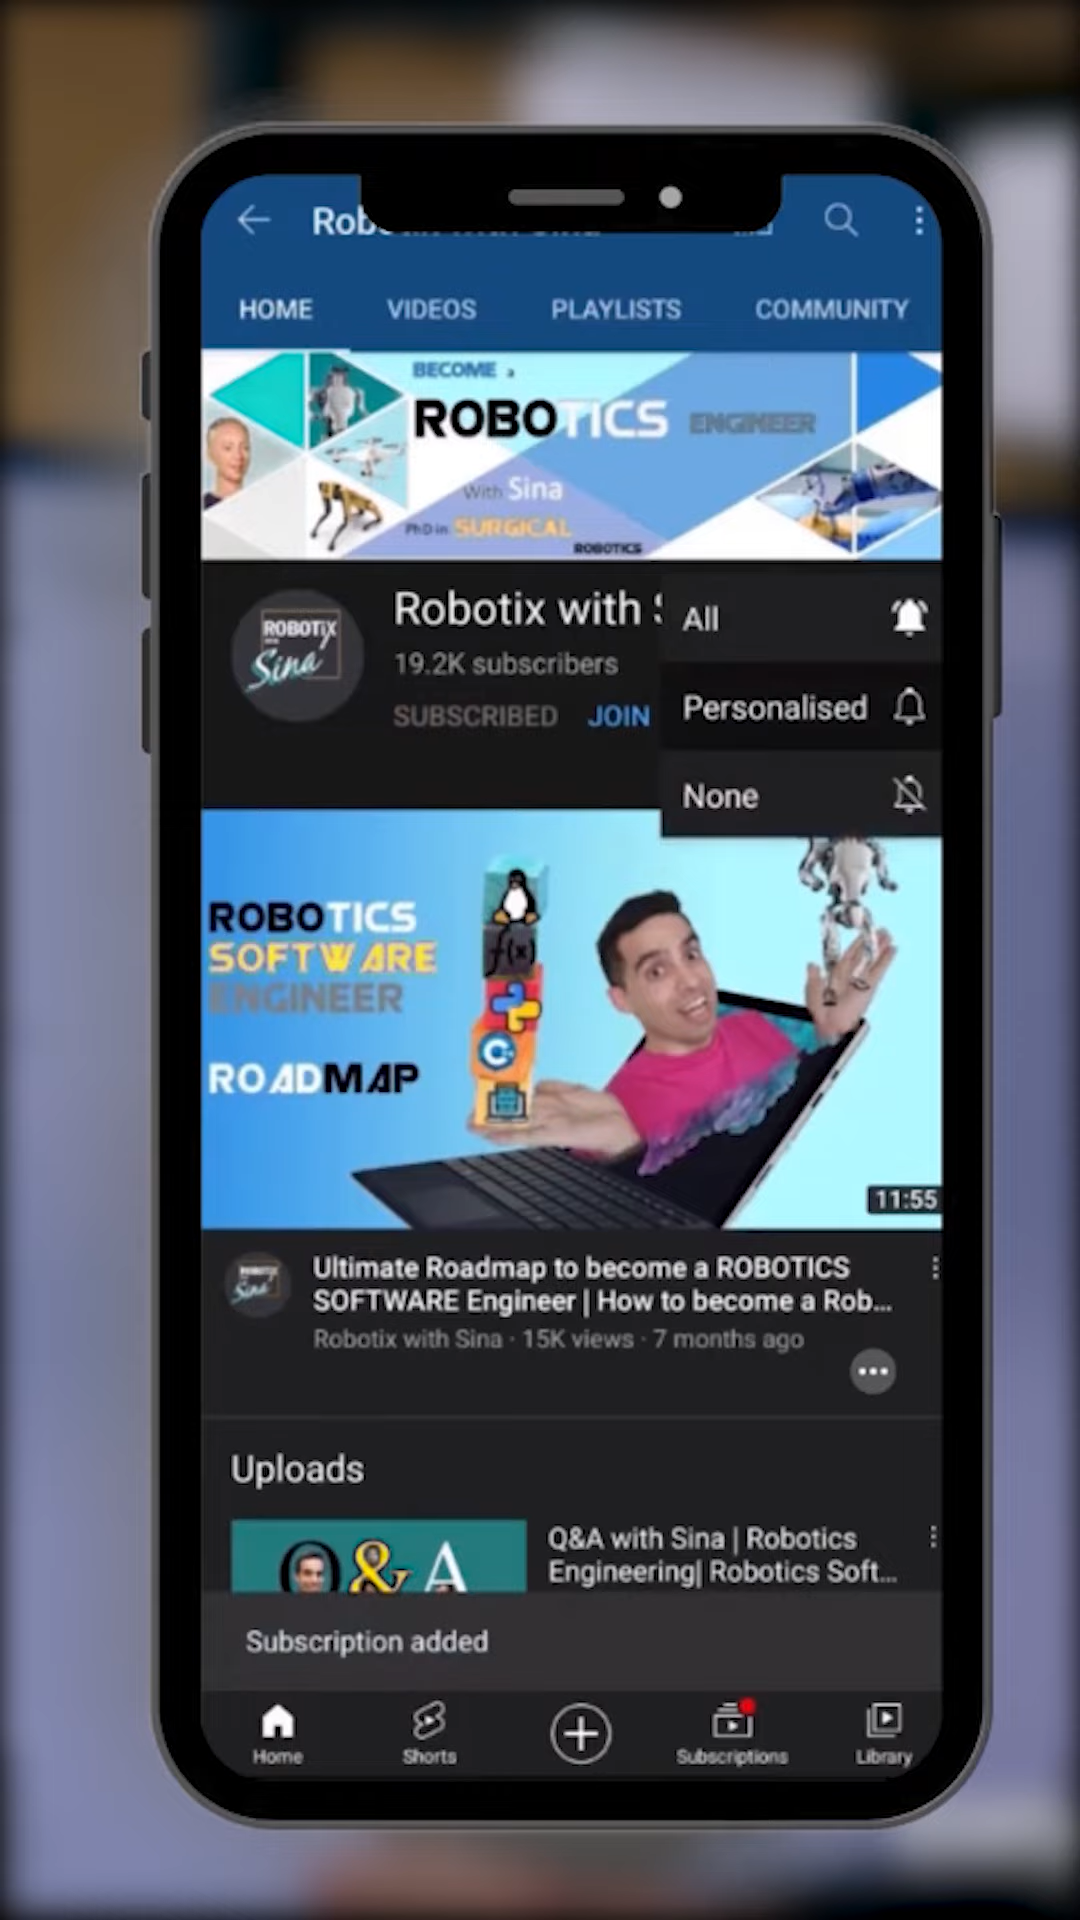 HOME VIDEOS PLAYLISTS COMMUNITY
BECOME a
ROBOTICS ENGINEER
With Sina
PhD in SURGICAL
ROBOTICS
ROBOTIX
Sina
Robotix with
19.2K subscribers
SUBSCRIBED JOIN
All
Personalised
None
ROBOTICS
SOFTWARE
ENGINEER
ROADMAP
f(x)
11:55
Ultimate Roadmap to become a ROBOTICS
SOFTWARE Engineer | How to become a Rob...
Robotix with Sina · 15K views · 7 months ago
Uploads
Q & A
Q&A with Sina | Robotics
Engineering| Robotics Soft...
Subscription added
Home Shorts Subscriptions Library